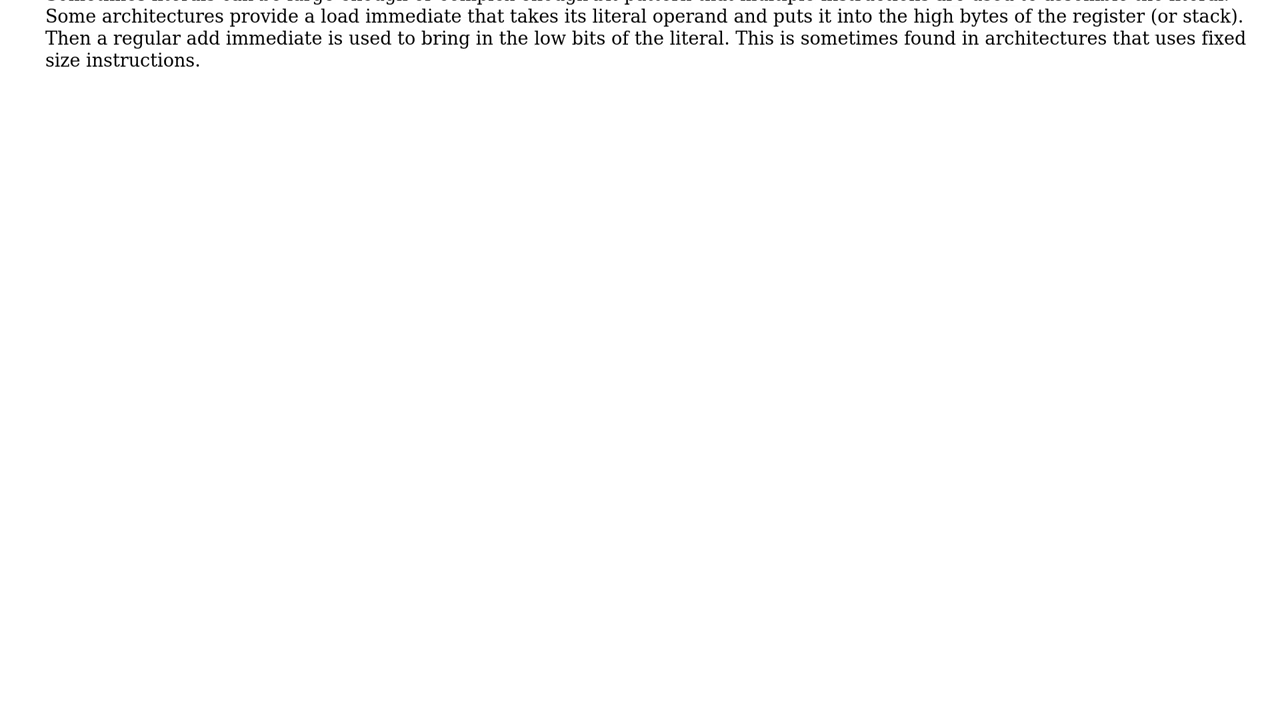 Some architectures provide a load immediate that takes its literal operand and puts it into the high bytes of the register (or stack).
Then a regular add immediate is used to bring in the low bits of the literal. This is sometimes found in architectures that uses fixed
size instructions.